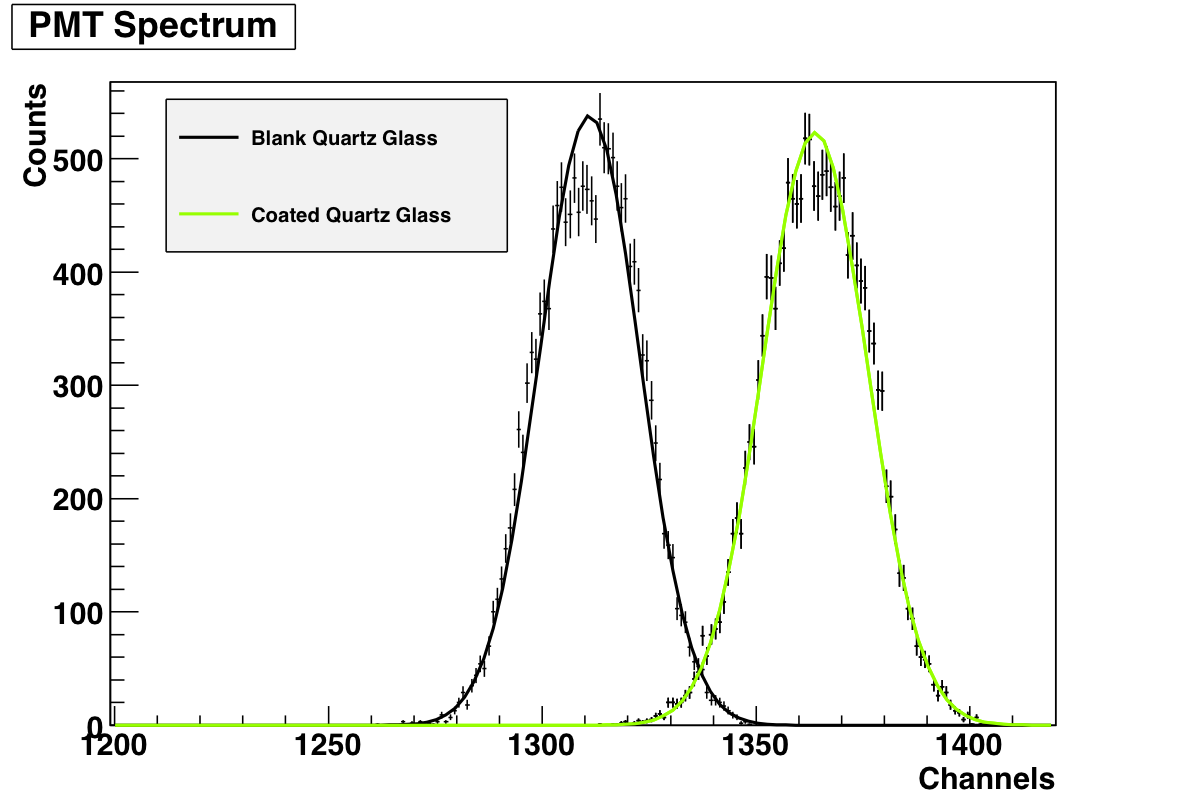 PMT Spectrum
Counts
Blank Quartz Glass
Coated Quartz Glass
500
400
300
200
100
0
1200 1250 1300 1350 1400
Channels